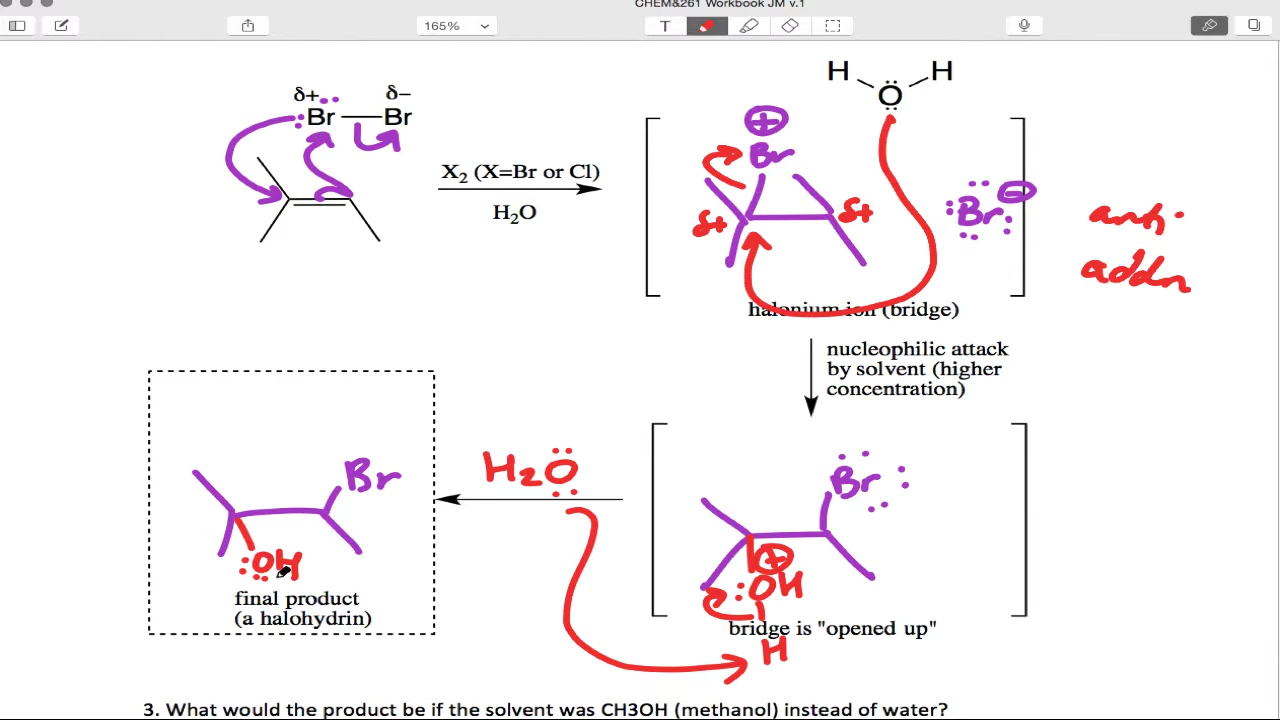 CHEM&261 Workbook JM v.1
165%
T
δ+ δ−
:Br — Br
X₂ (X=Br or Cl)
H₂O
H H
O
+
Br
δ+ δ+
Br −
anti
addn
halonium ion (bridge)
nucleophilic attack
by solvent (higher
concentration)
Br
OH
final product
(a halohydrin)
H₂O
Br
+
:OH
H
bridge is "opened up"
3. What would the product be if the solvent was CH3OH (methanol) instead of water?